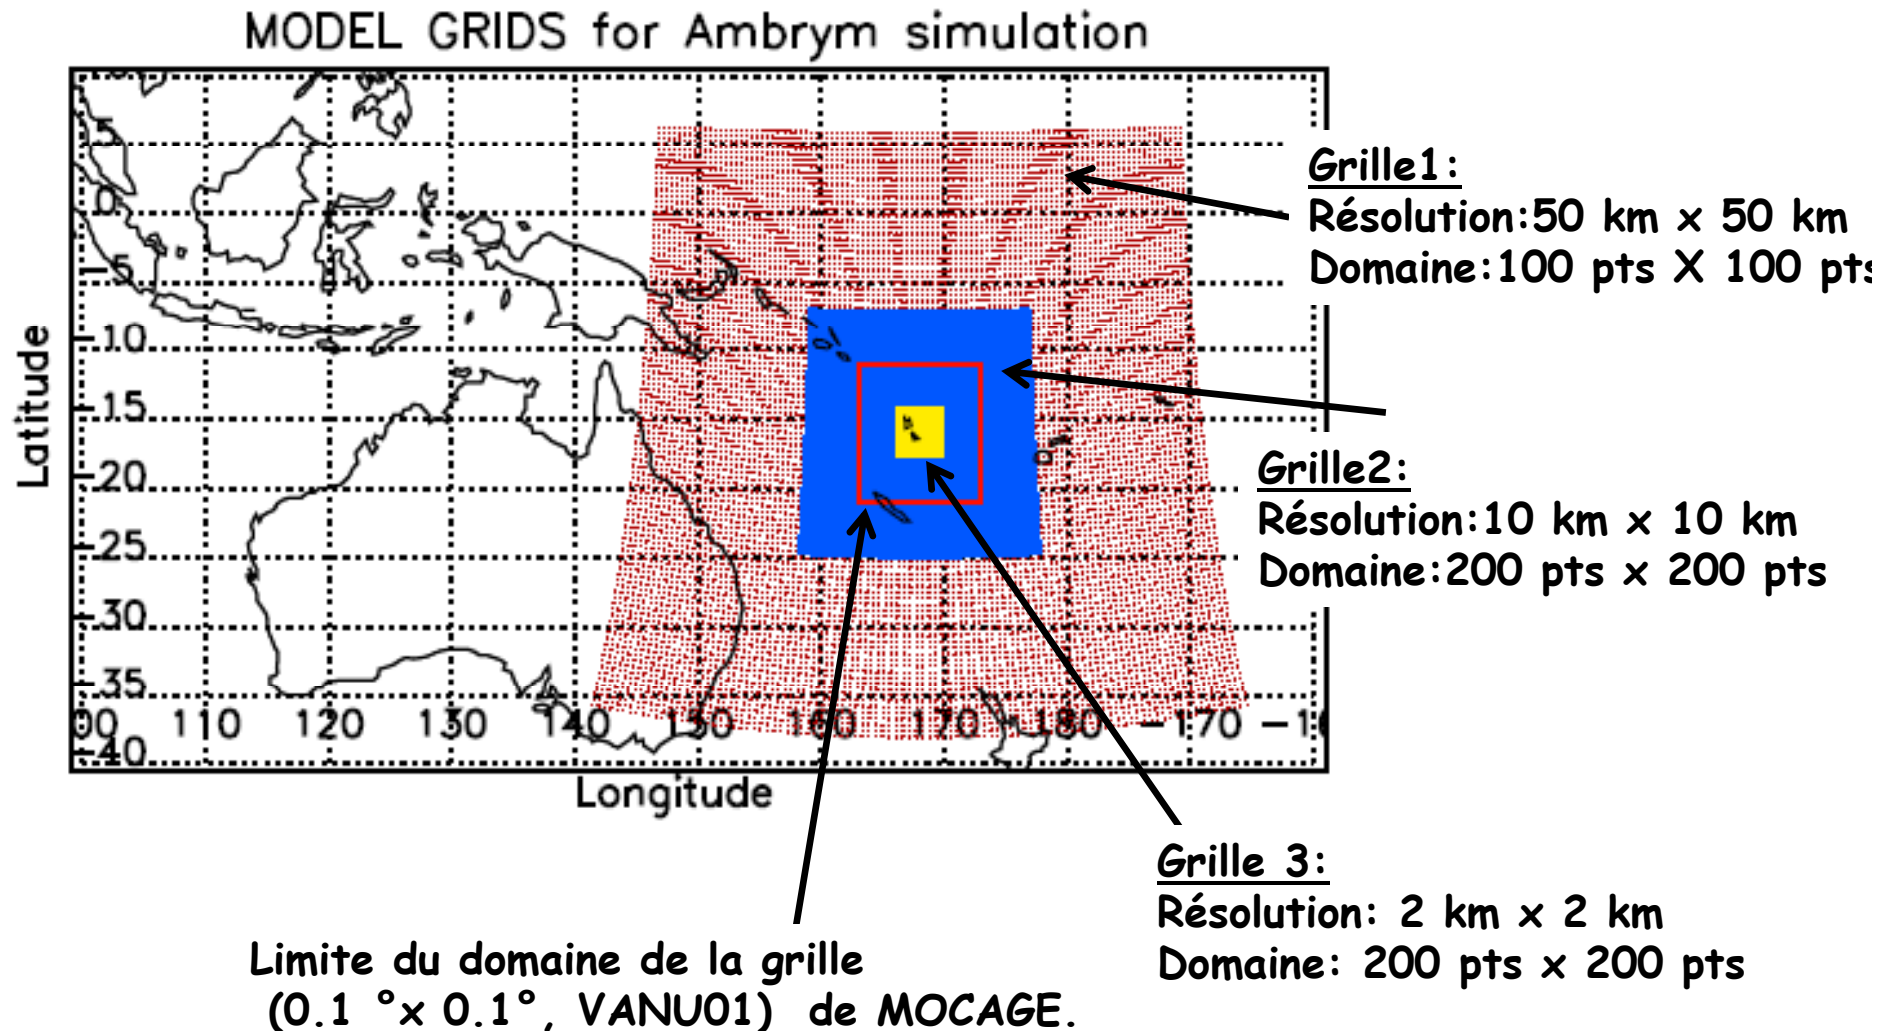 MODEL GRIDS for Ambrym simulation
5
0
-5
-10
-15
-20
-25
-30
-35
-40
Latitude
110 120 130 140 150 160 170 180 -170
Longitude
Grille1:
Résolution:50 km x 50 km
Domaine:100 pts X 100 pts
Grille2:
Résolution:10 km x 10 km
Domaine:200 pts x 200 pts
Grille 3:
Résolution: 2 km x 2 km
Domaine: 200 pts x 200 pts
Limite du domaine de la grille
(0.1 °x 0.1°, VANU01) de MOCAGE.